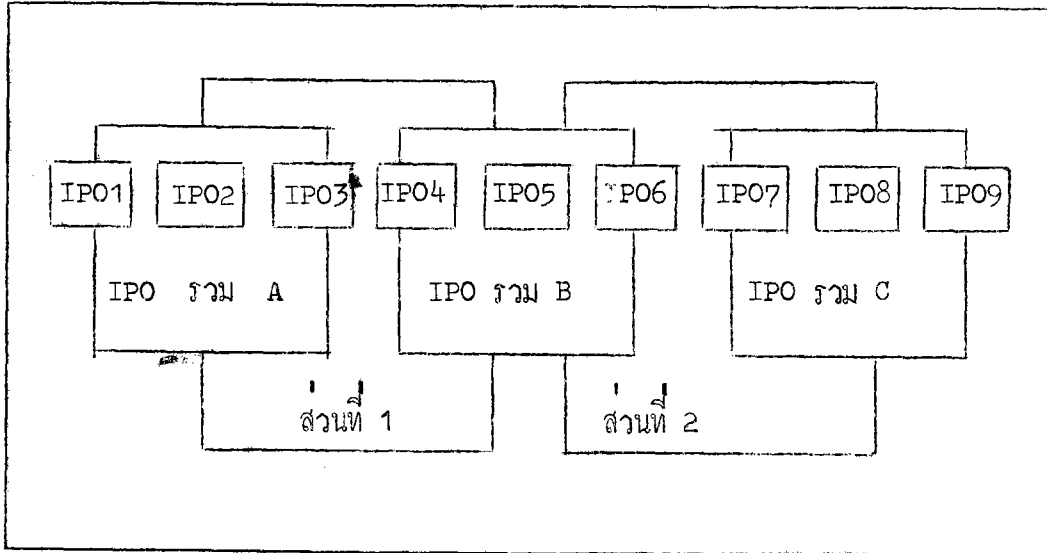 IPO1 IPO2 IPO3 IPO4 IPO5 IPO6 IPO7 IPO8 IPO9
IPO รวม A IPO รวม B IPO รวม C
ส่วนที่ 1 ส่วนที่ 2